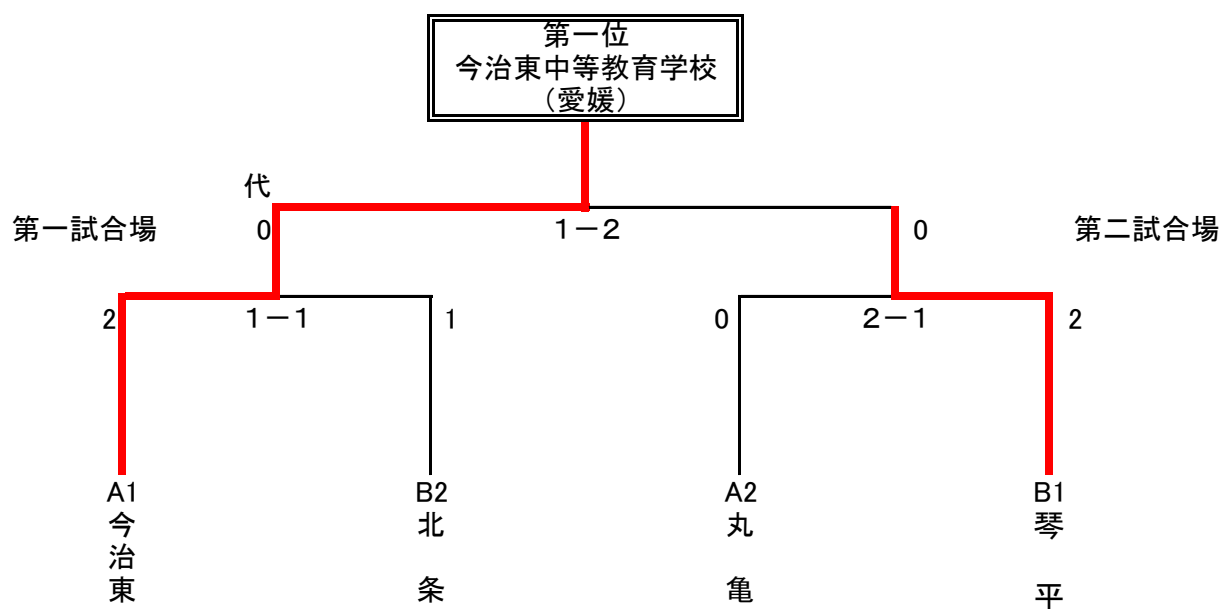 第一位
今治東中等教育学校
（愛媛）
代
第一試合場
0
１－２
0
第二試合場
2
１－１
1
0
２－１
2
A1
今治東
B2
北条
A2
丸亀
B1
琴平